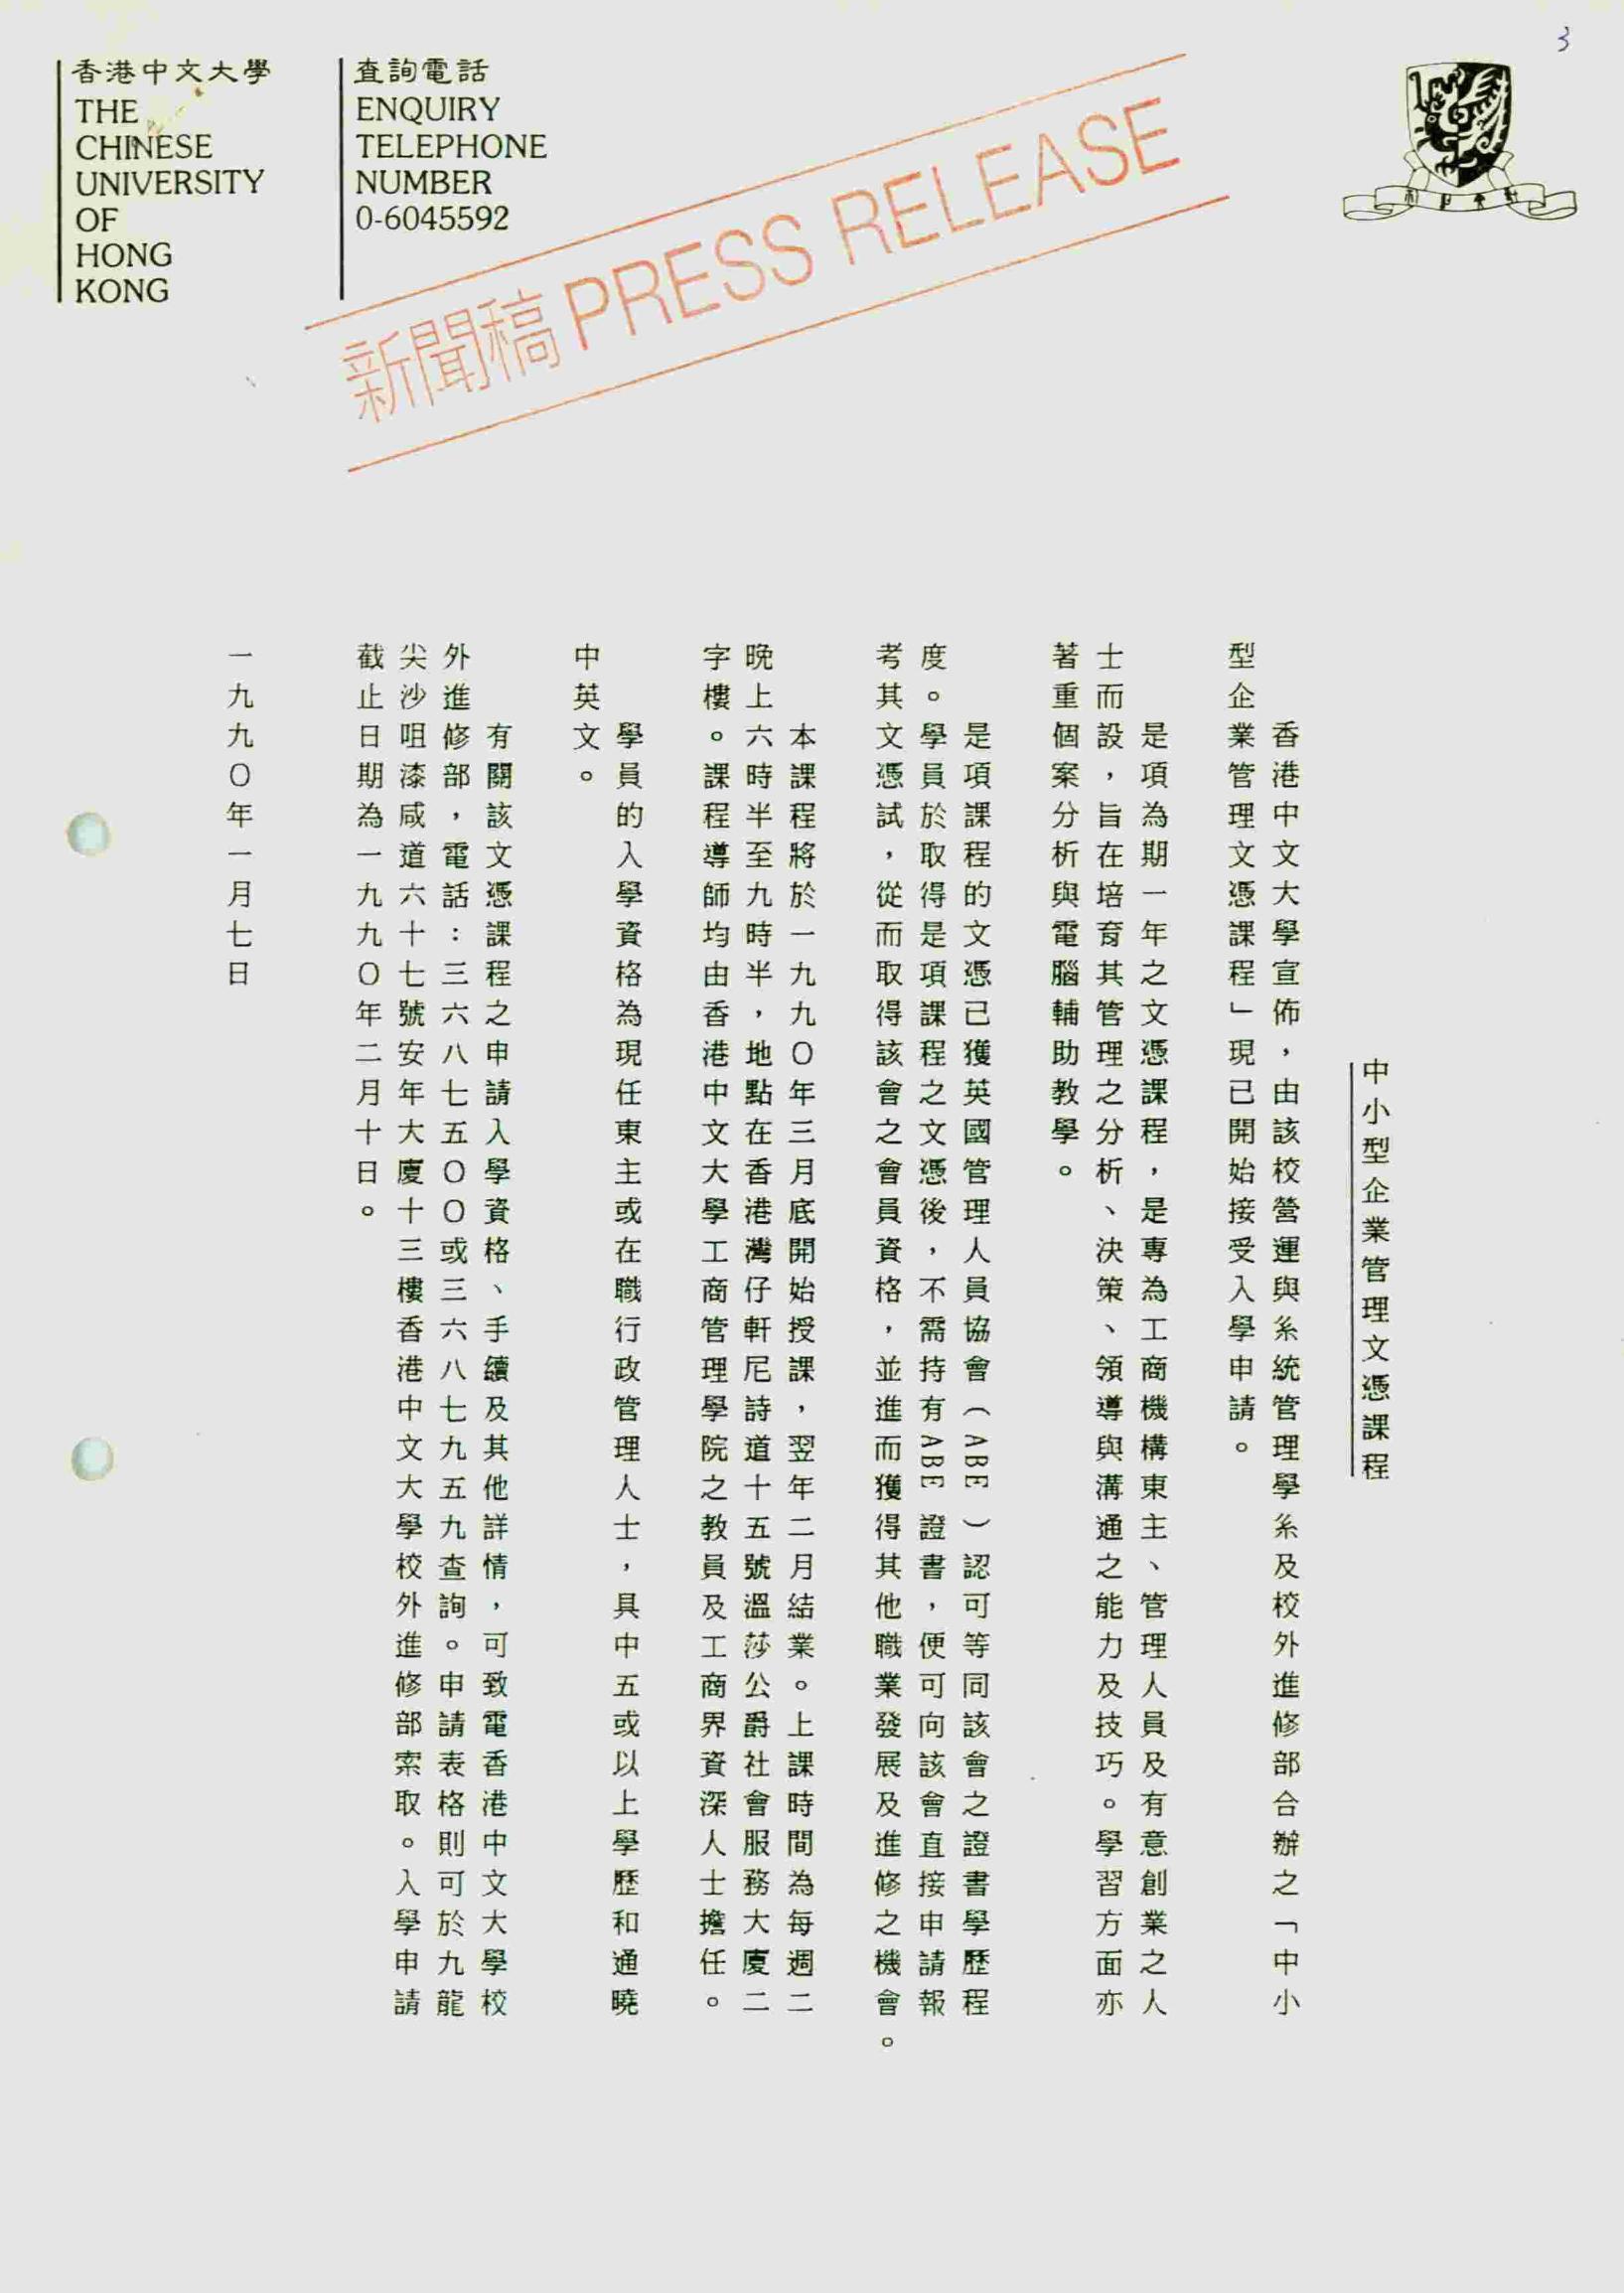 3
香港中文大學
THE
CHINESE
UNIVERSITY
OF
HONG
KONG
查詢電話
ENQUIRY
TELEPHONE
NUMBER
0-6045592
新聞稿 PRESS RELEASE
中小型企業管理文憑課程
香港中文大學宣佈，由該校營運與系統管理學系及校外進修部合辦之「中小
型企業管理文憑課程」現已開始接受入學申請。
是項為期一年之文憑課程，是專為工商機構東主、管理人員及有意創業之人
士而設，旨在培育其管理之分析、決策、領導與溝通之能力及技巧。學習方面亦
著重個案分析與電腦輔助教學。
是項課程的文憑已獲英國管理人員協會（ABE）認可等同該會之證書學歷程
度。學員於取得是項課程之文憑後，不需持有ABE證書，便可向該會直接申請報
考其文憑試，從而取得該會之會員資格，並進而獲得其他職業發展及進修之機會。
本課程將於一九九０年三月底開始授課，翌年二月結業。上課時間為每週二
晚上六時半至九時半，地點在香港灣仔軒尼詩道十五號溫莎公爵社會服務大廈二
字樓。課程導師均由香港中文大學工商管理學院之教員及工商界資深人士擔任。
學員的入學資格為現任東主或在職行政管理人士，具中五或以上學歷和通曉
中英文。
有關該文憑課程之申請入學資格、手續及其他詳情，可致電香港中文大學校
外進修部，電話：三六八七五００或三六八七九五九查詢。申請表格則可於九龍
尖沙咀漆咸道六十七號安年大廈十三樓香港中文大學校外進修部索取。入學申請
截止日期為一九九０年二月十日。
一九九０年一月七日